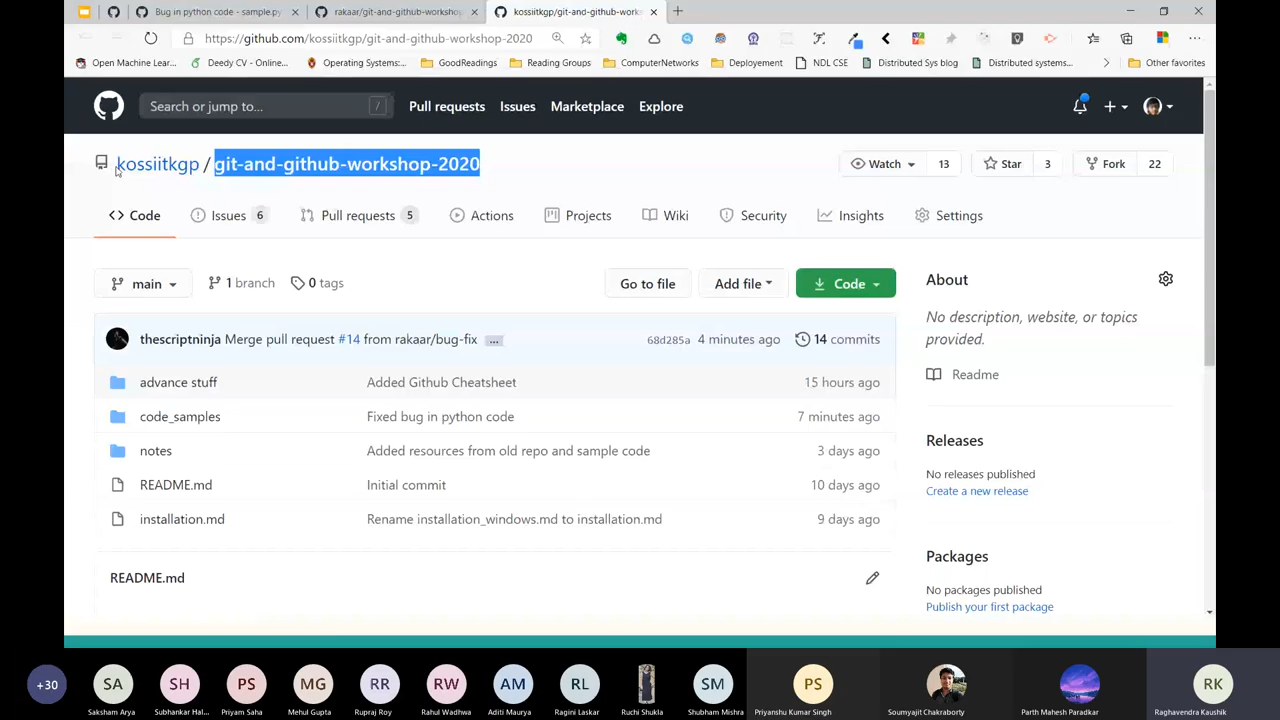 Bug in python code - sample.py
rakaar/git-and-github-workshop
kossiitkgp/git-and-github-works
https://github.com/kossiitkgp/git-and-github-workshop-2020
Open Machine Lear...
Deedy CV - Online...
Operating Systems:...
GoodReadings
Reading Groups
ComputerNetworks
Deployement
NDL CSE
Distributed Sys blog
Distributed systems...
Other favorites
Search or jump to...
/
Pull requests
Issues
Marketplace
Explore
kossiitkgp / git-and-github-workshop-2020
Watch 13
Star 3
Fork 22
Code
Issues 6
Pull requests 5
Actions
Projects
Wiki
Security
Insights
Settings
main
1 branch
0 tags
Go to file
Add file
Code
thescriptninja Merge pull request #14 from rakaar/bug-fix ... 68d285a 4 minutes ago 14 commits
advance stuff Added Github Cheatsheet 15 hours ago
code_samples Fixed bug in python code 7 minutes ago
notes Added resources from old repo and sample code 3 days ago
README.md Initial commit 10 days ago
installation.md Rename installation_windows.md to installation.md 9 days ago
README.md
About
No description, website, or topics
provided.
Readme
Releases
No releases published
Create a new release
Packages
No packages published
Publish your first package
+30
SA
SH
PS
MG
RR
RW
AM
RL
SM
PS
RK
Saksham Arya
Subhankar Hal...
Priyam Saha
Mehul Gupta
Rupraj Roy
Rahul Wadhwa
Aditi Maurya
Ragini Laskar
Ruchi Shukla
Shubham Mishra
Priyanshu Kumar Singh
Soumyajit Chakraborty
Parth Mahesh Paradkar
Raghavendra Kaushik